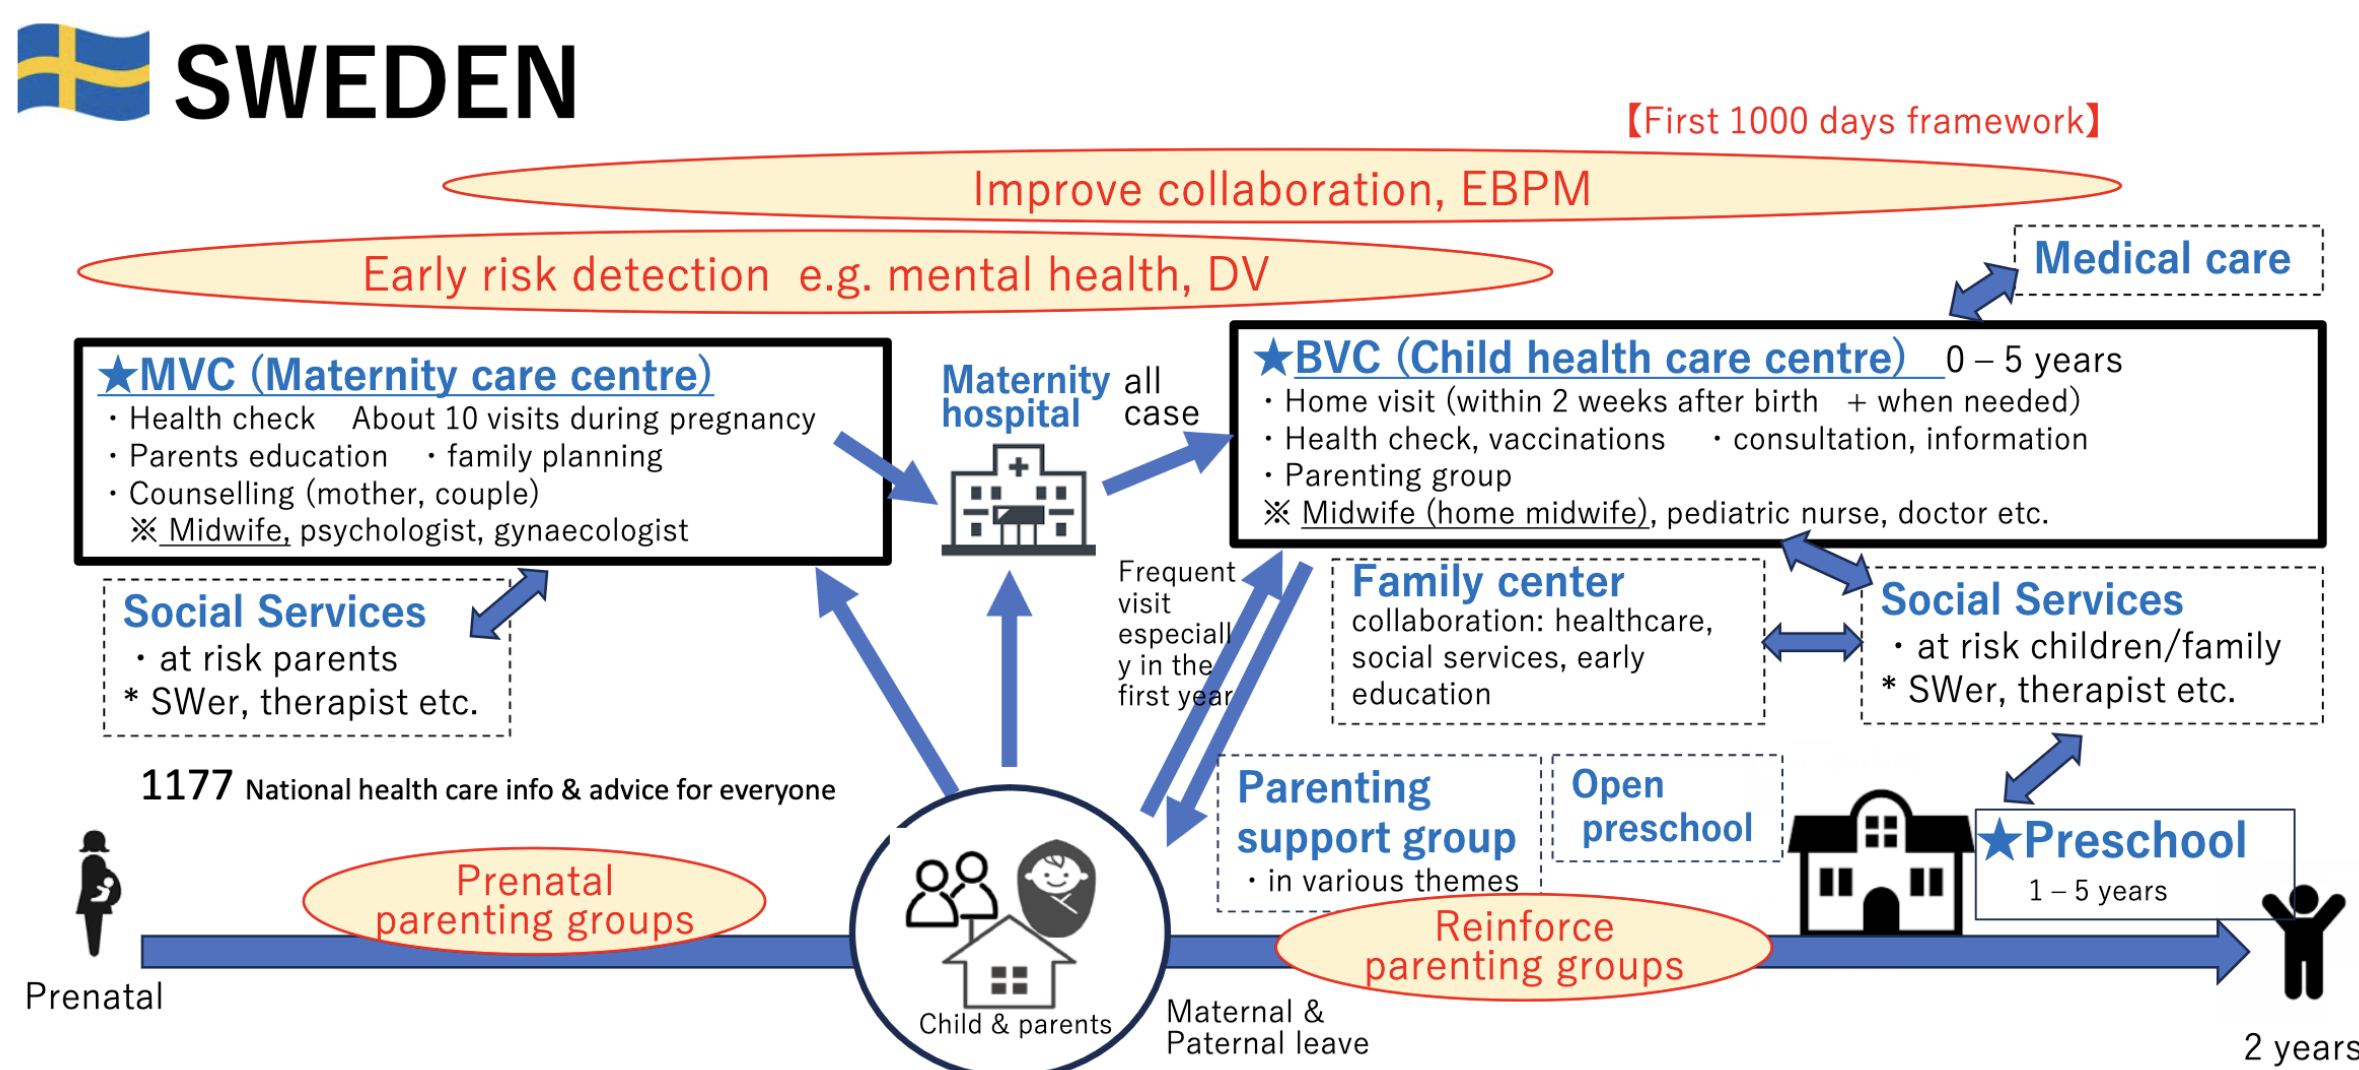 SWEDEN
【First 1000 days framework】
Improve collaboration, EBPM
Early risk detection e.g. mental health, DV
Medical care
★MVC (Maternity care centre)
・Health check About 10 visits during pregnancy
・Parents education ・family planning
・Counselling (mother, couple)
※ Midwife, psychologist, gynaecologist
Maternity
hospital
all
case
★BVC (Child health care centre) 0 – 5 years
・Home visit (within 2 weeks after birth + when needed)
・Health check, vaccinations ・consultation, information
・Parenting group
※ Midwife (home midwife), pediatric nurse, doctor etc.
Social Services
・at risk parents
* SWer, therapist etc.
Frequent
visit
especiall
y in the
first year
Family center
collaboration: healthcare,
social services, early
education
Social Services
・at risk children/family
* SWer, therapist etc.
1177 National health care info & advice for everyone
Parenting
support group
・in various themes
Open
preschool
★Preschool
1 – 5 years
Prenatal
parenting groups
Reinforce
parenting groups
Prenatal
Child & parents
Maternal &
Paternal leave
2 years